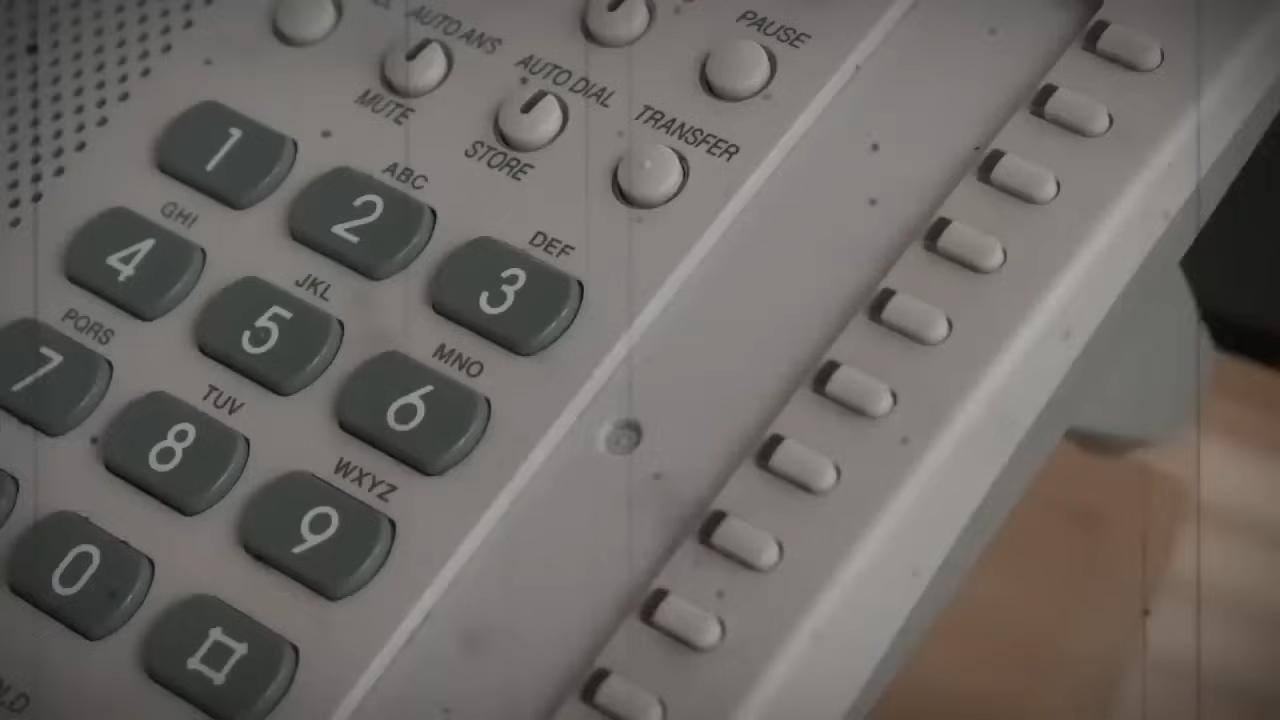 PAUSE
AUTO ANS
AUTO DIAL
MUTE
TRANSFER
STORE
1
ABC
2
GHI
DEF
4
3
JKL
5
PQRS
MNO
7
6
TUV
8
WXYZ
9
0